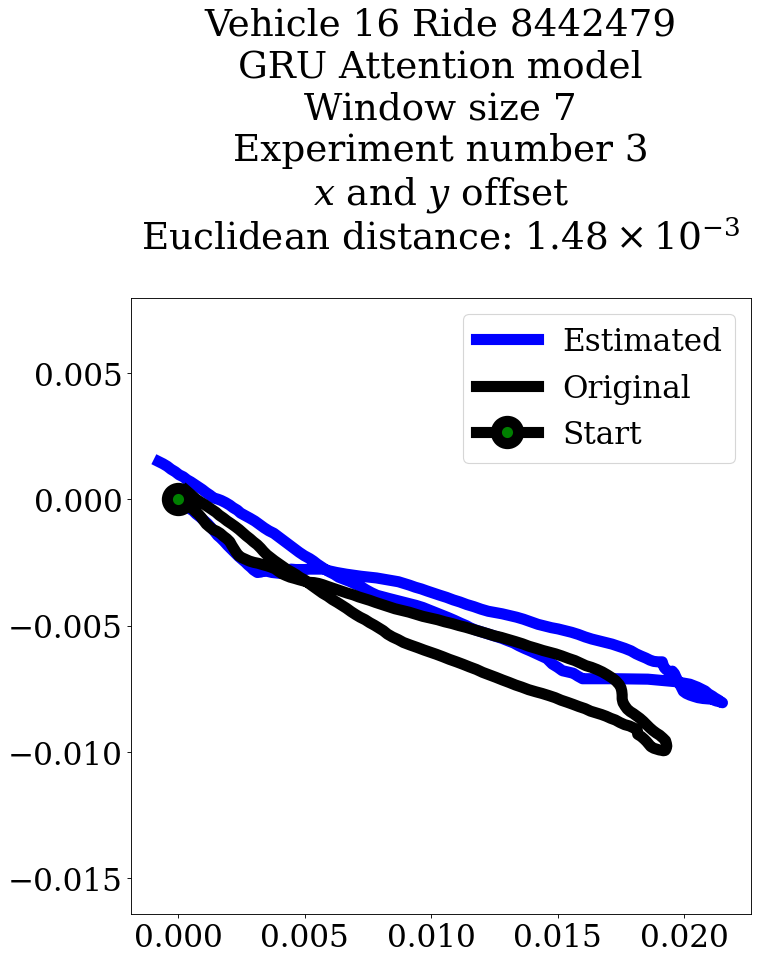 Vehicle 16 Ride 8442479
GRU Attention model
Window size 7
Experiment number 3
x and y offset
Euclidean distance: 1.48 × 10⁻³
Estimated
Original
Start
0.005
0.000
−0.005
−0.010
−0.015
0.000 0.005 0.010 0.015 0.020